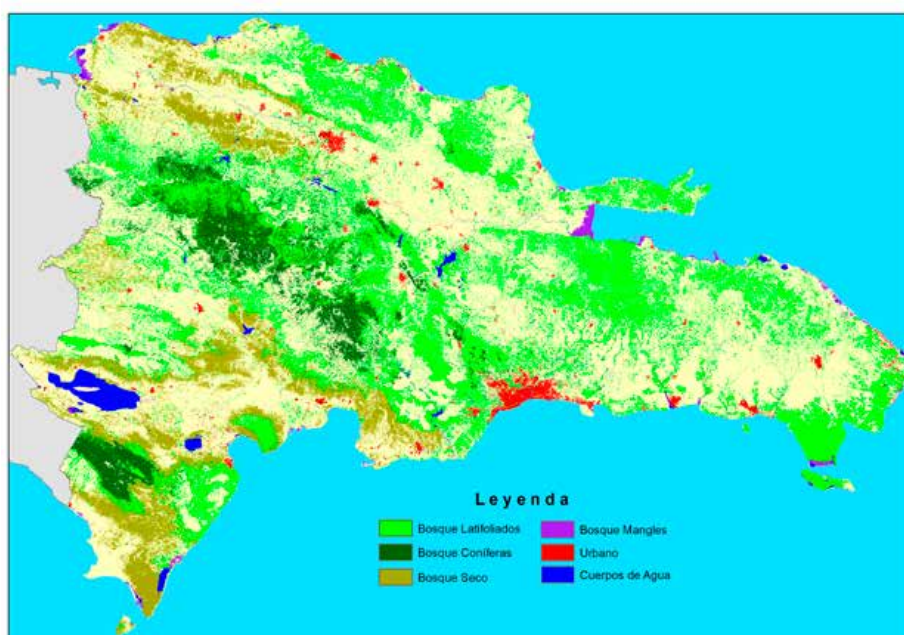 Leyenda
Bosque Latifoliados
Bosque Coníferas
Bosque Seco
Bosque Mangles
Urbano
Cuerpos de Agua